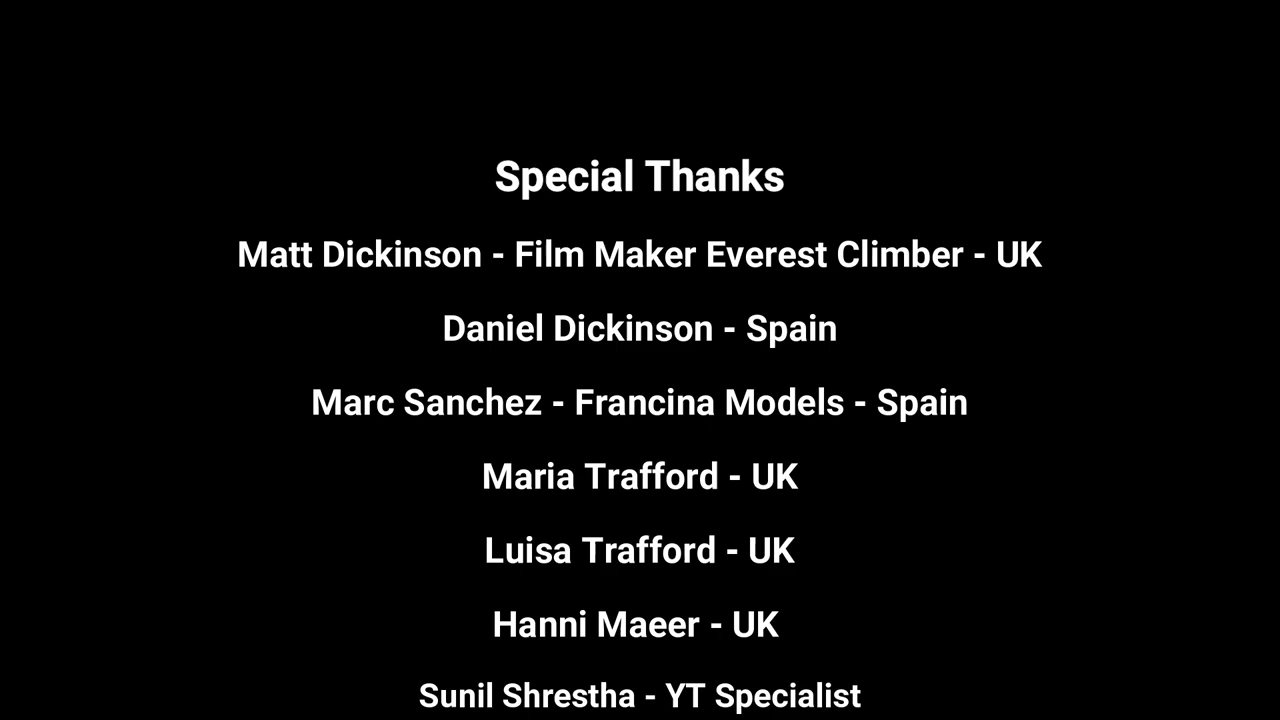 Special Thanks
Matt Dickinson - Film Maker Everest Climber - UK
Daniel Dickinson - Spain
Marc Sanchez - Francina Models - Spain
Maria Trafford - UK
Luisa Trafford - UK
Hanni Maeer - UK
Sunil Shrestha - YT Specialist